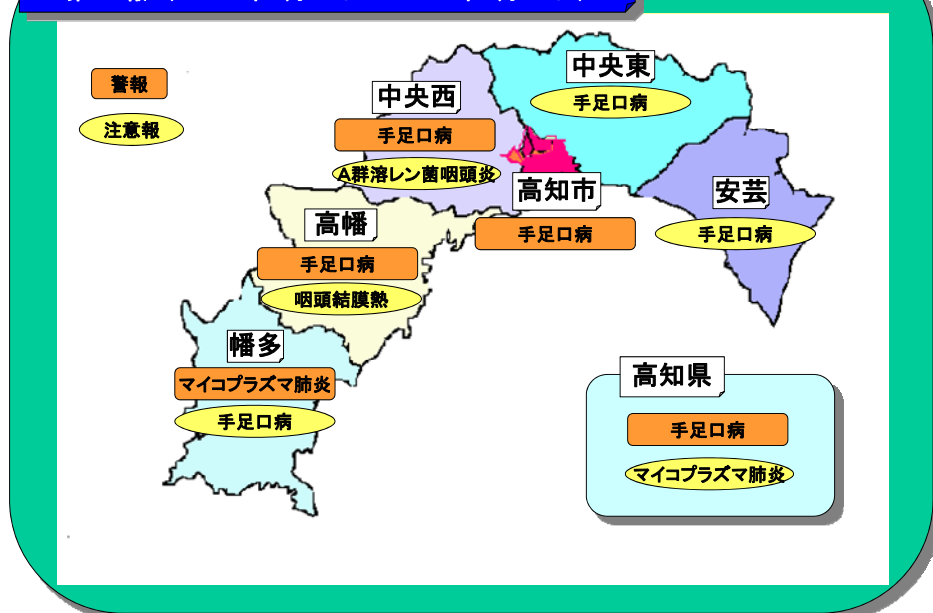 警報
注意報
中央東
手足口病
中央西
手足口病
A群溶レン菌咽頭炎
高知市
手足口病
安芸
手足口病
高幡
手足口病
咽頭結膜熱
幡多
マイコプラズマ肺炎
手足口病
高知県
手足口病
マイコプラズマ肺炎